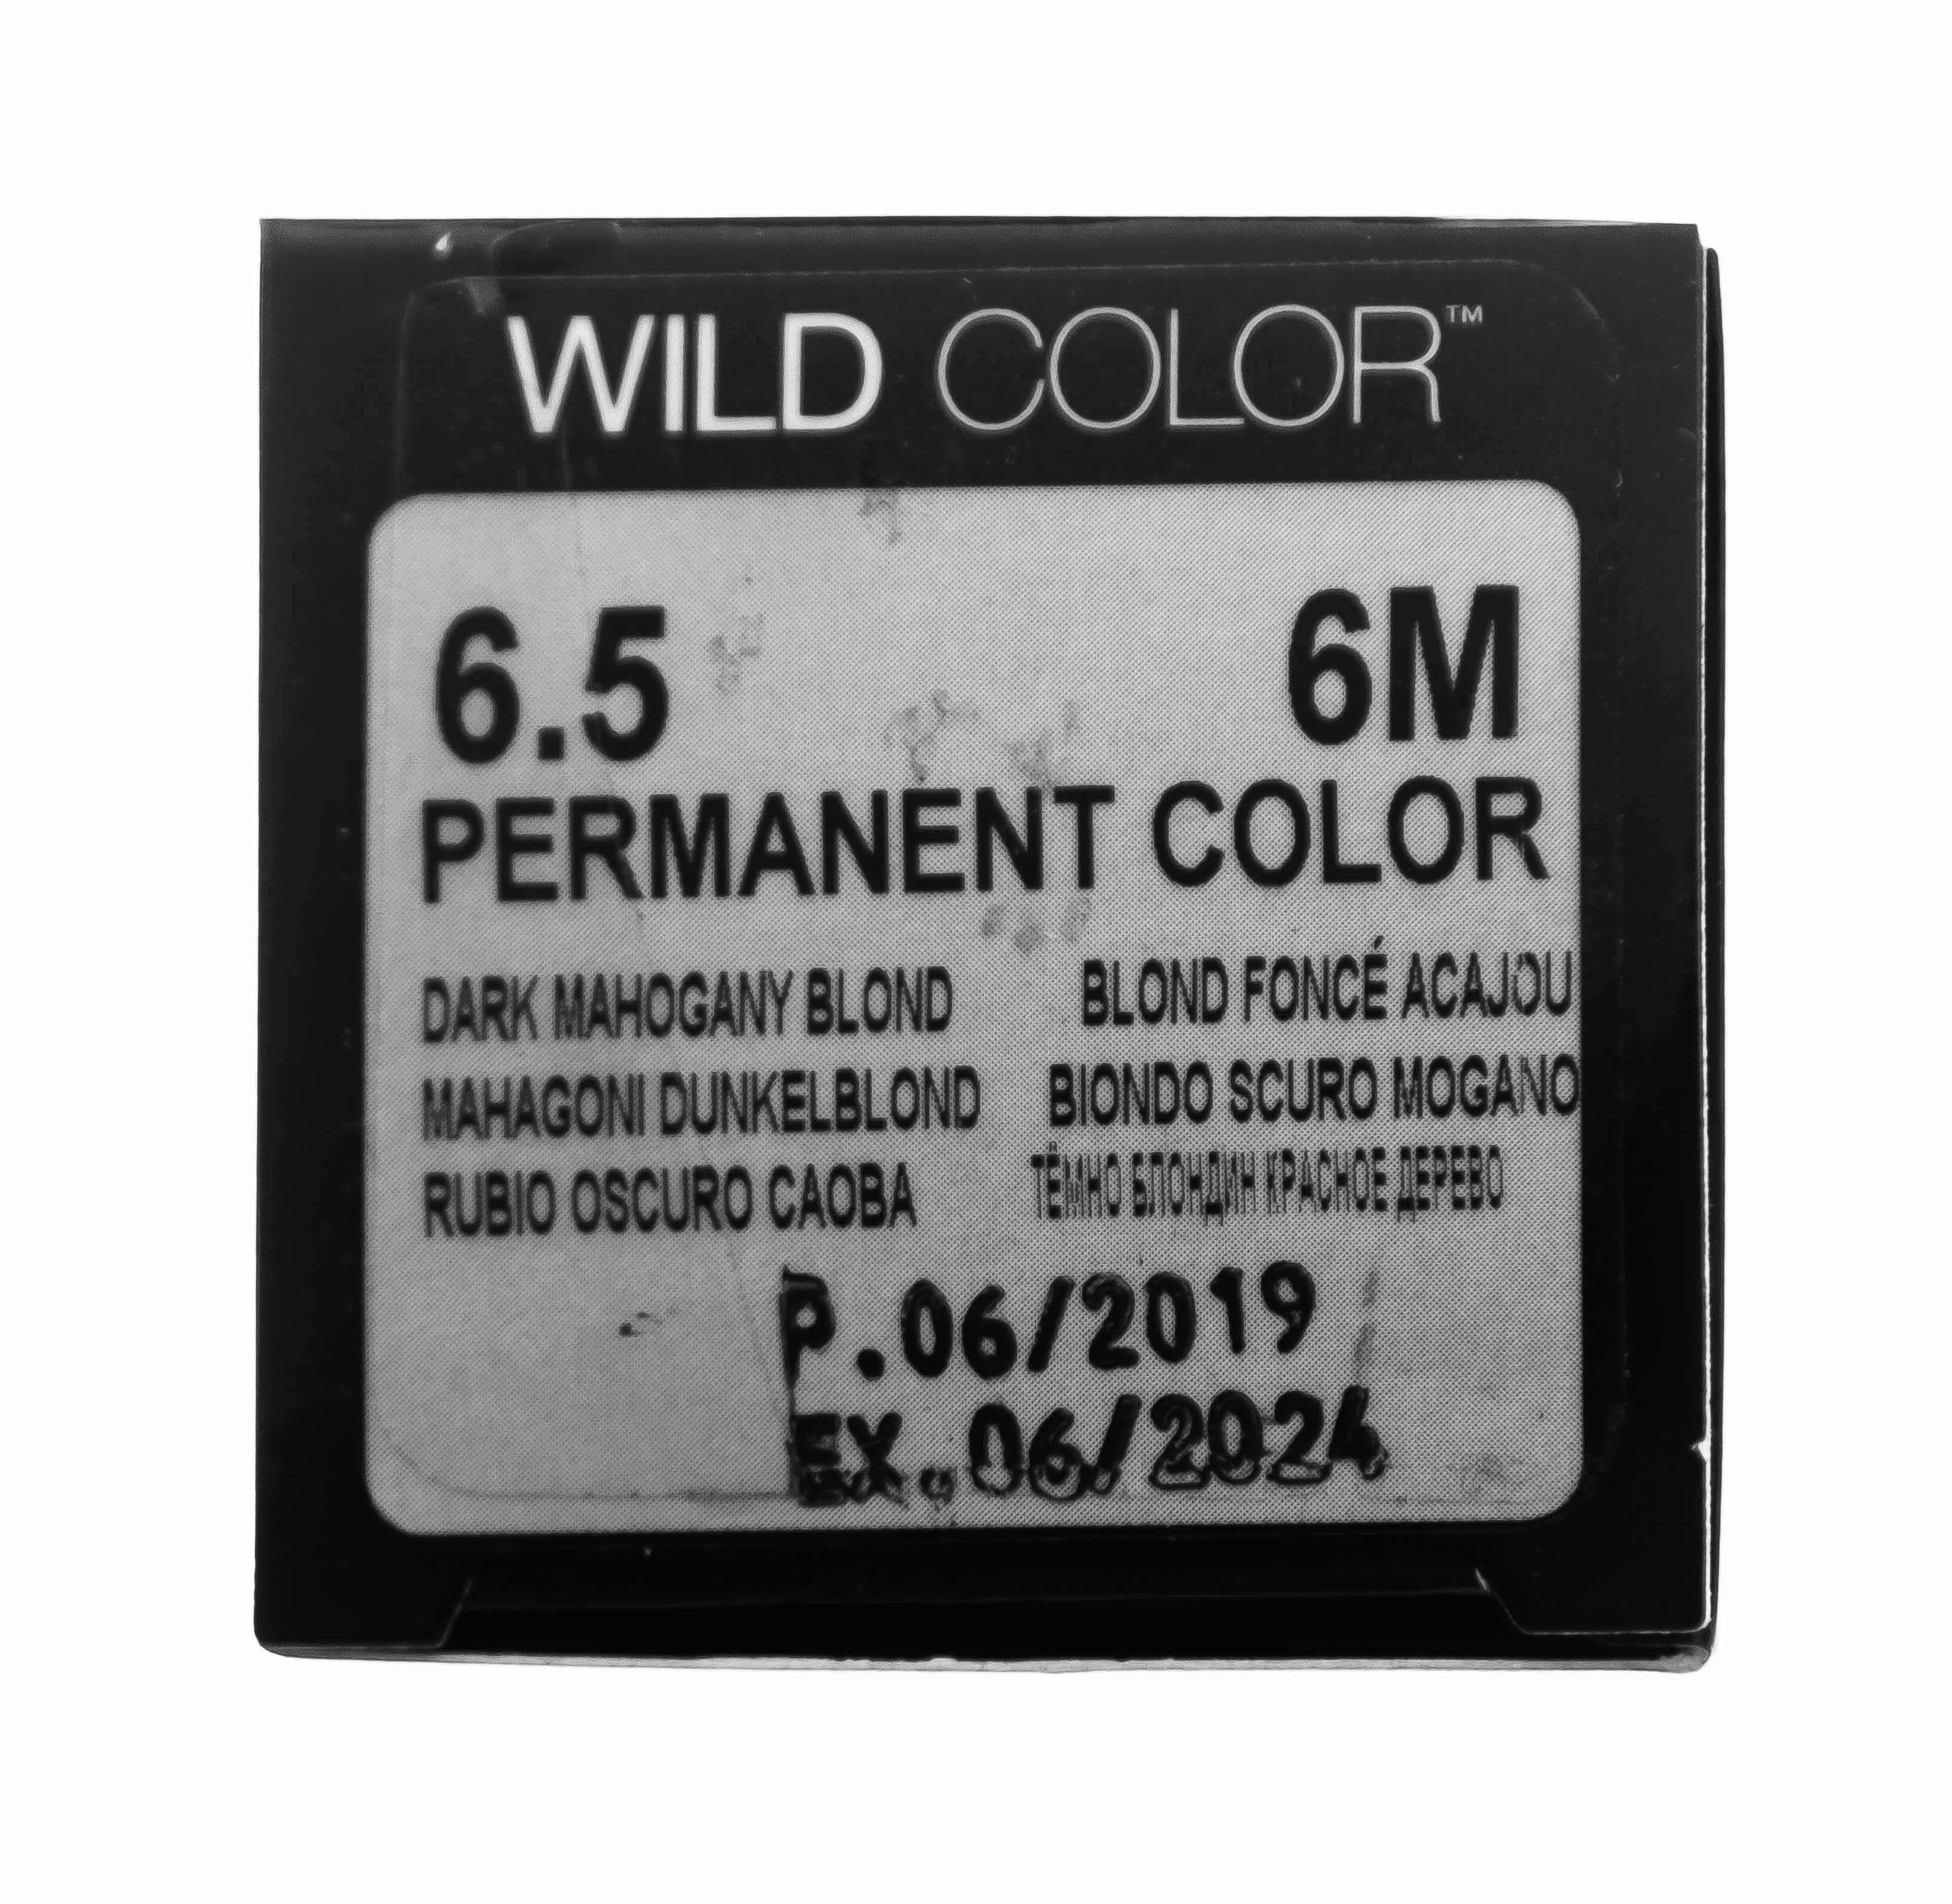 WILD COLOR™
6.5 6M
PERMANENT COLOR
DARK MAHOGANY BLOND BLOND FONCÉ ACAJOU
MAHAGONI DUNKELBLOND BIONDO SCURO MOGANO
RUBIO OSCURO CAOBA ТЁМНО БЛОНДИН КРАСНОЕ ДЕРЕВО
P.06/2019
EX.06/2024